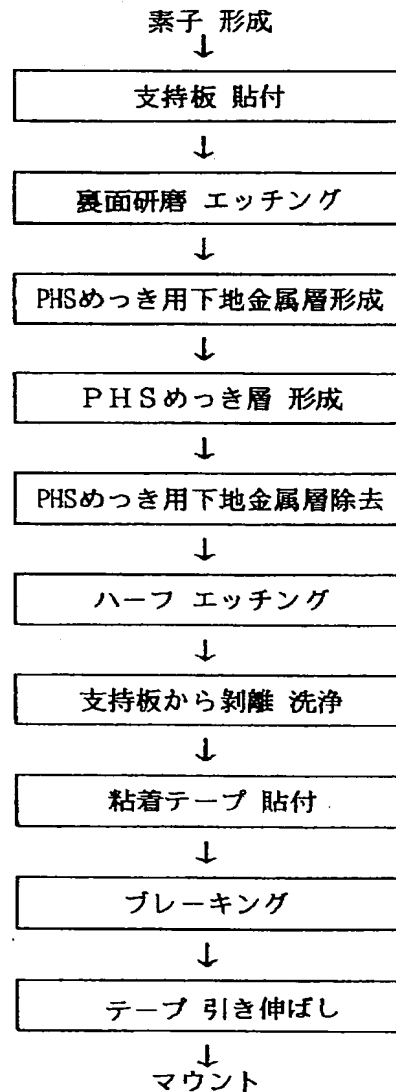 素子 形成
↓
支持板 貼付
↓
裏面研磨 エッチング
↓
PHSめっき用下地金属層形成
↓
ＰＨＳめっき層 形成
↓
PHSめっき用下地金属層除去
↓
ハーフ エッチング
↓
支持板から剥離 洗浄
↓
粘着テープ 貼付
↓
ブレーキング
↓
テープ 引き伸ばし
↓
マウント